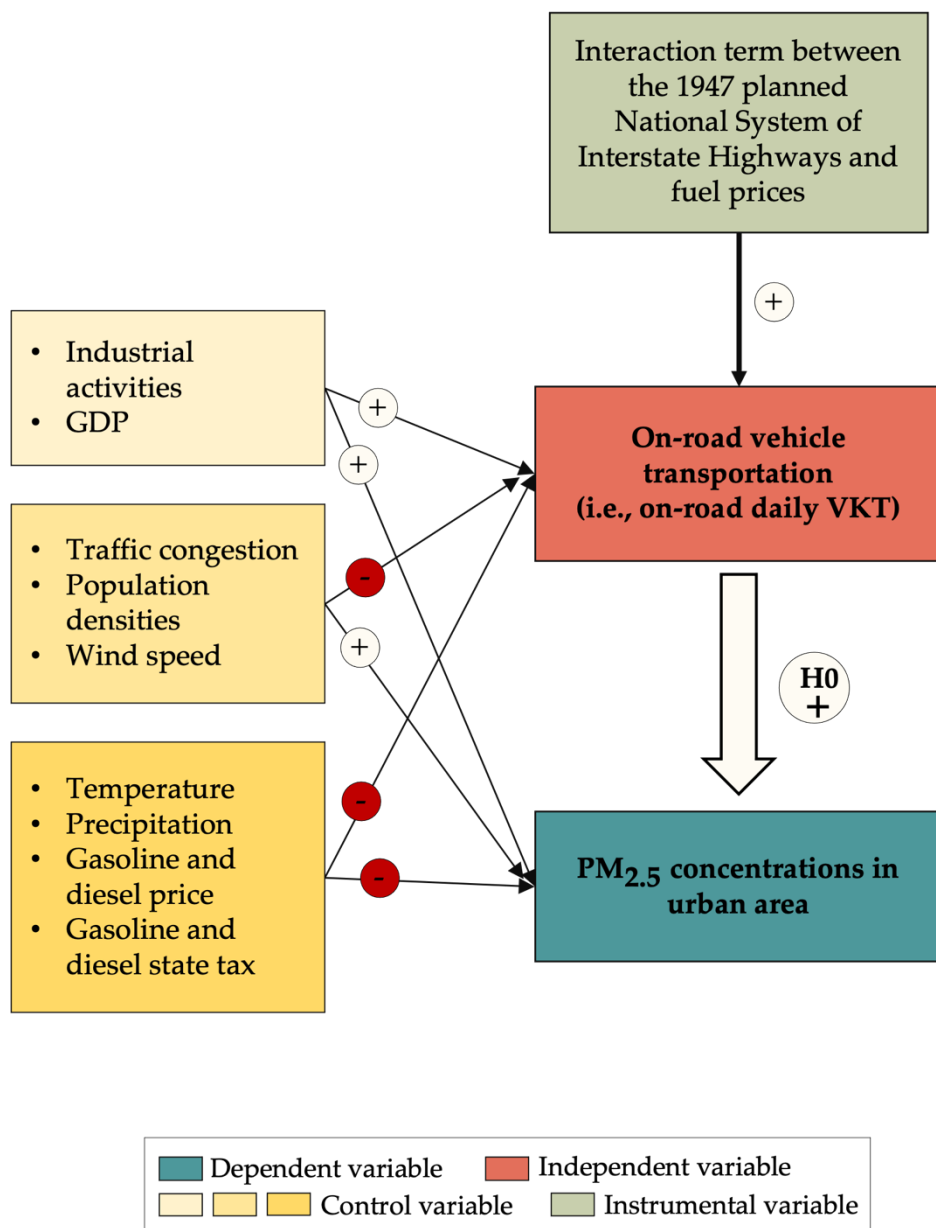 Interaction term between
the 1947 planned
National System of
Interstate Highways and
fuel prices
+
• Industrial
activities
• GDP
+
+
On-road vehicle
transportation
(i.e., on-road daily VKT)
• Traffic congestion
• Population
densities
• Wind speed
-
+
H0
+
• Temperature
• Precipitation
• Gasoline and
diesel price
• Gasoline and
diesel state tax
-
-
PM2.5 concentrations in
urban area
Dependent variable
Independent variable
Control variable
Instrumental variable